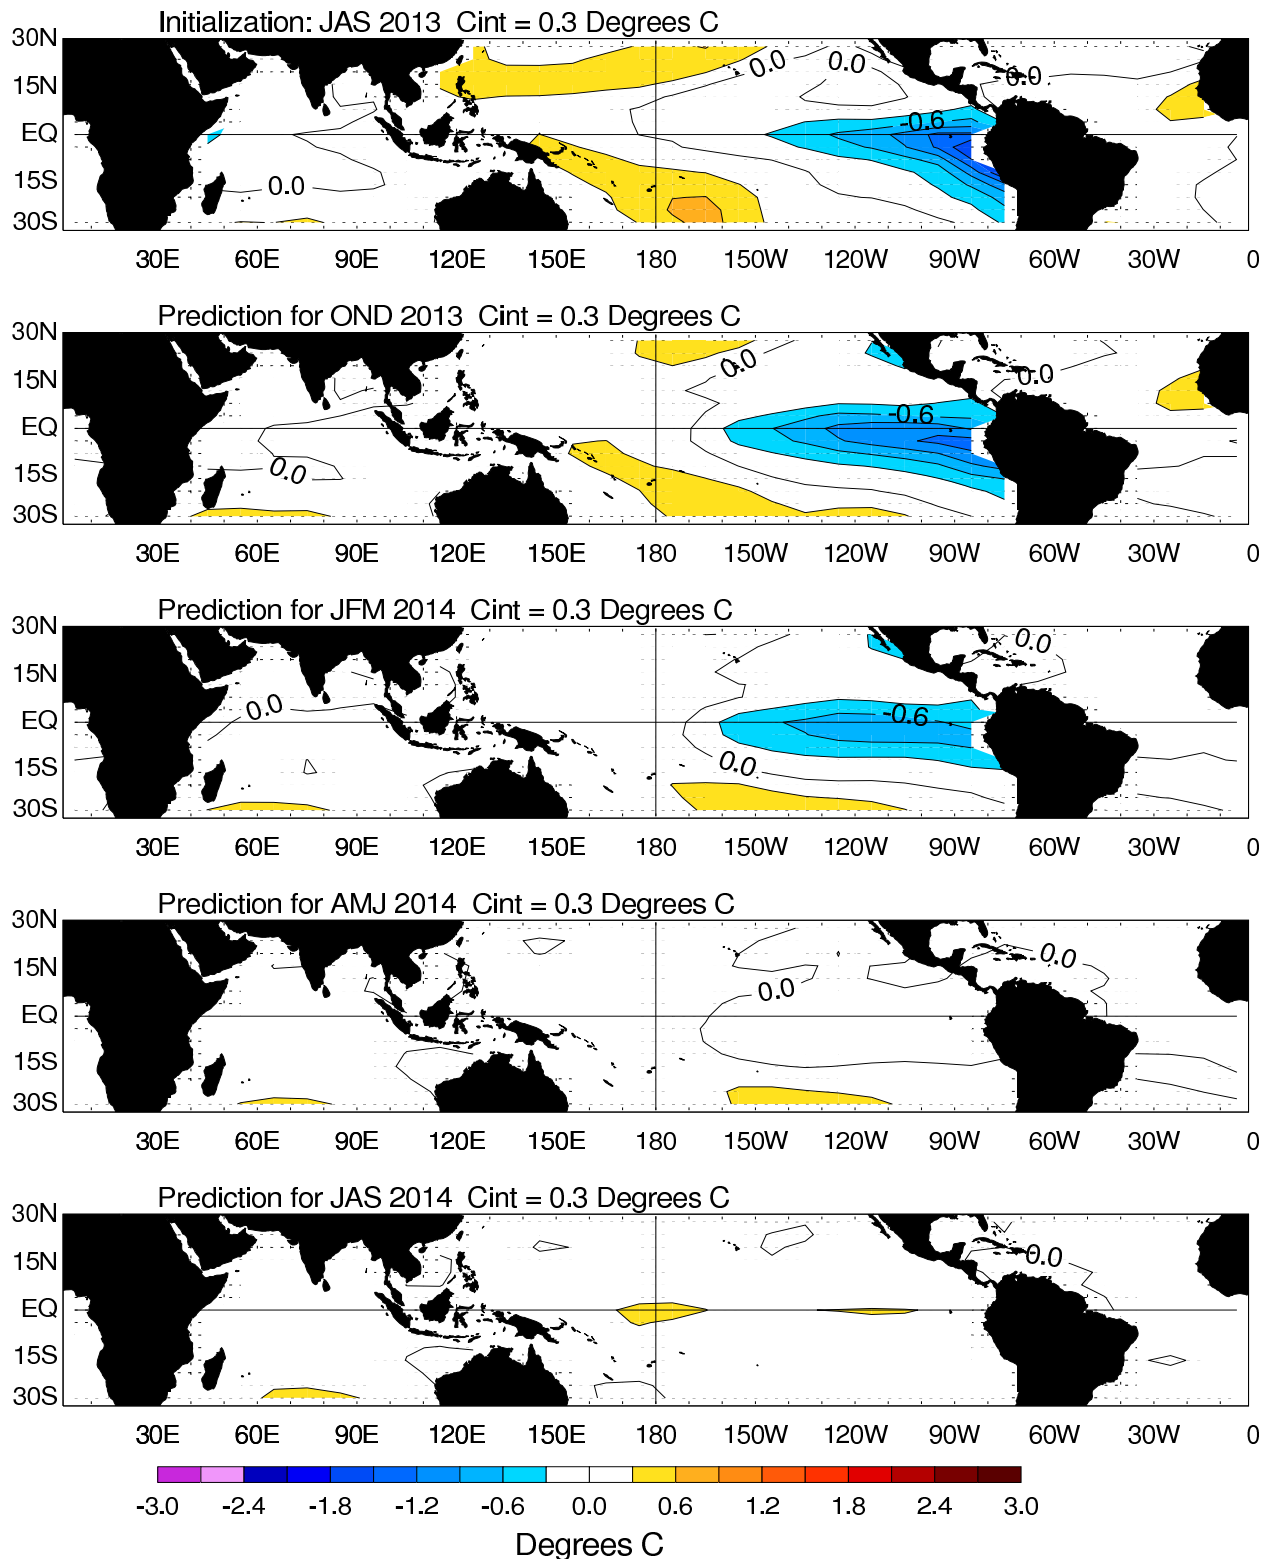 Initialization: JAS 2013  Cint = 0.3 Degrees C
30N
15N
EQ
15S
30S
0.0
0.0
0.0
-0.6
0.0
30E 60E 90E 120E 150E 180 150W 120W 90W 60W 30W 0
Prediction for OND 2013  Cint = 0.3 Degrees C
30N
15N
EQ
15S
30S
0.0
0.0
-0.6
0.0
30E 60E 90E 120E 150E 180 150W 120W 90W 60W 30W 0
Prediction for JFM 2014  Cint = 0.3 Degrees C
30N
15N
EQ
15S
30S
0.0
0.0
-0.6
0.0
30E 60E 90E 120E 150E 180 150W 120W 90W 60W 30W 0
Prediction for AMJ 2014  Cint = 0.3 Degrees C
30N
15N
EQ
15S
30S
0.0
0.0
30E 60E 90E 120E 150E 180 150W 120W 90W 60W 30W 0
Prediction for JAS 2014  Cint = 0.3 Degrees C
30N
15N
EQ
15S
30S
0.0
30E 60E 90E 120E 150E 180 150W 120W 90W 60W 30W 0
-3.0 -2.4 -1.8 -1.2 -0.6 0.0 0.6 1.2 1.8 2.4 3.0
Degrees C